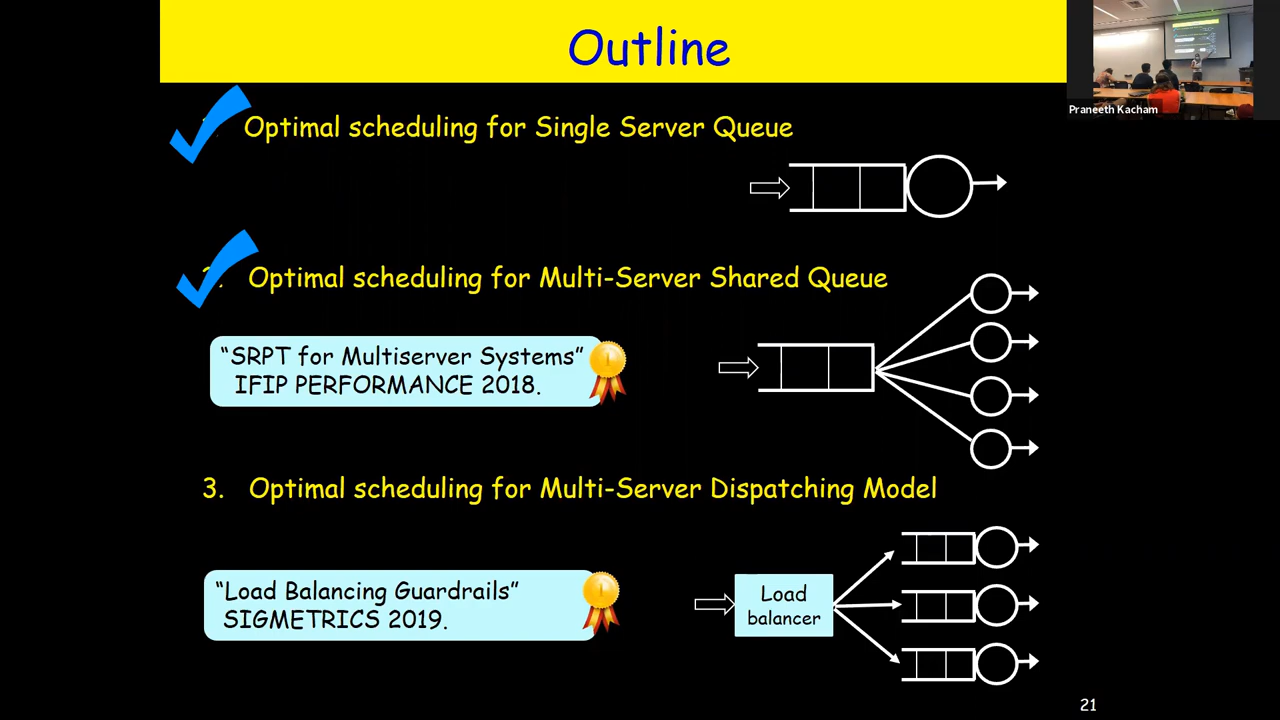 Outline
Praneeth Kacham
Optimal scheduling for Single Server Queue
Optimal scheduling for Multi-Server Shared Queue
“SRPT for Multiserver Systems”
IFIP PERFORMANCE 2018.
3. Optimal scheduling for Multi-Server Dispatching Model
“Load Balancing Guardrails”
SIGMETRICS 2019.
Load
balancer
21